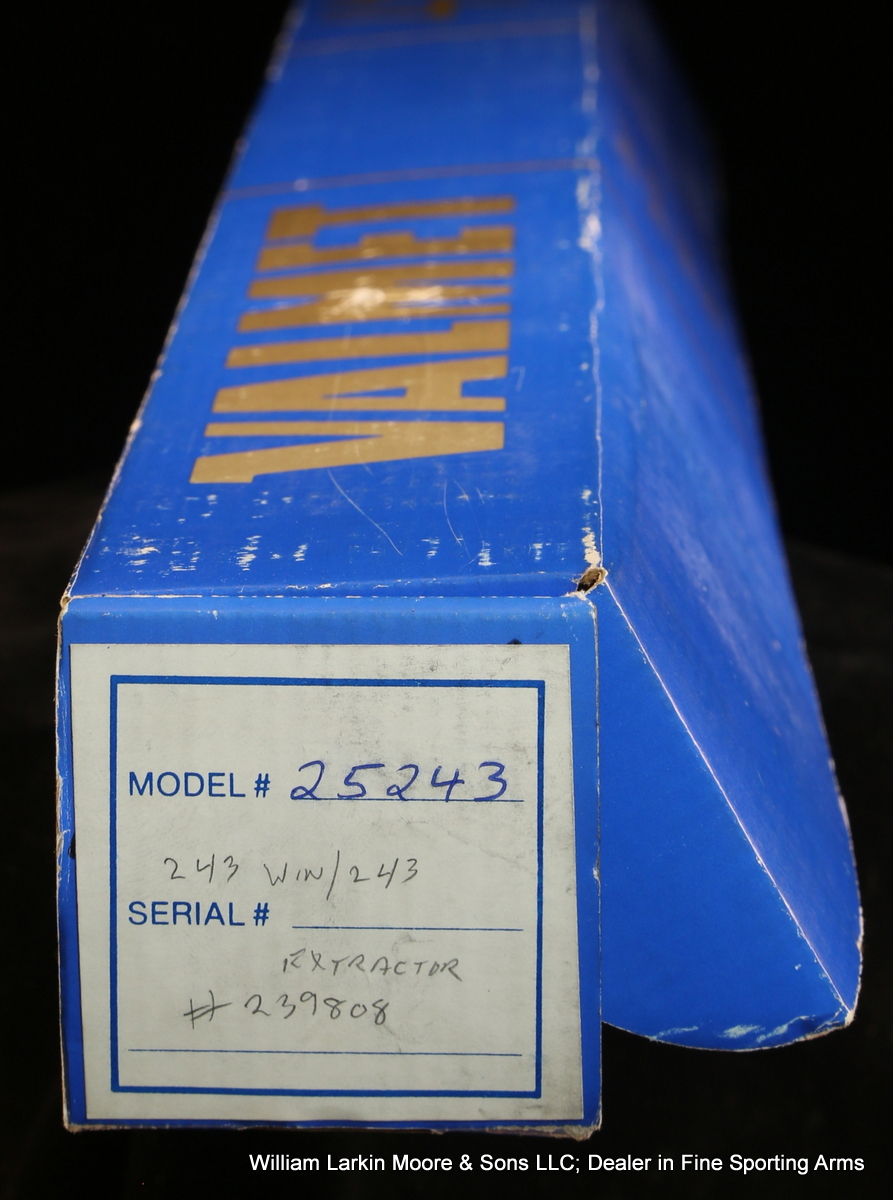 VALMET
MODEL # 25243
243 WIN/243
SERIAL #
EXTRACTOR
# 239808
William Larkin Moore & Sons LLC; Dealer in Fine Sporting Arms